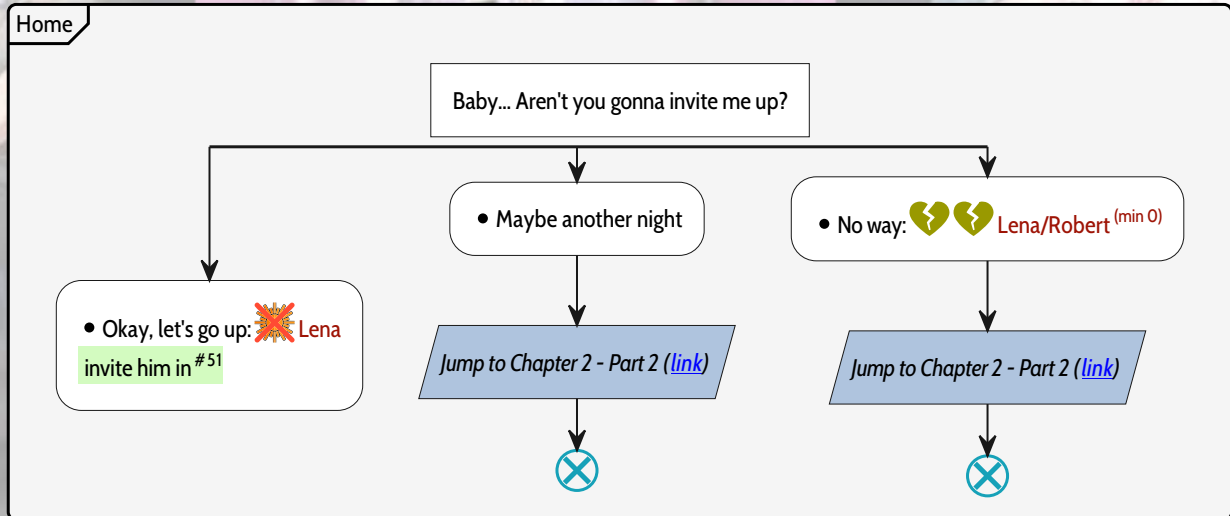 Home
Baby... Aren't you gonna invite me up?
• Maybe another night
• No way: Lena/Robert (min 0)
• Okay, let's go up: Lena
invite him in #51
Jump to Chapter 2 - Part 2 (link)
Jump to Chapter 2 - Part 2 (link)